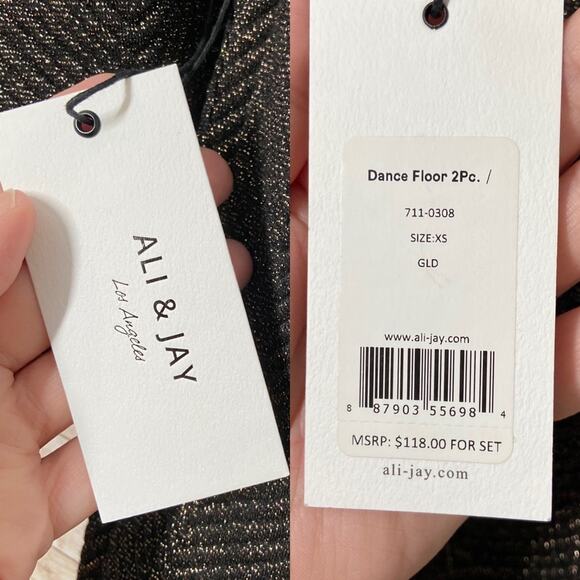 ALI & JAY
Los Angeles
Dance Floor 2Pc. /
711-0308
SIZE:XS
GLD
www.ali-jay.com
8 87903 55698 4
MSRP: $118.00 FOR SET
ali-jay.com